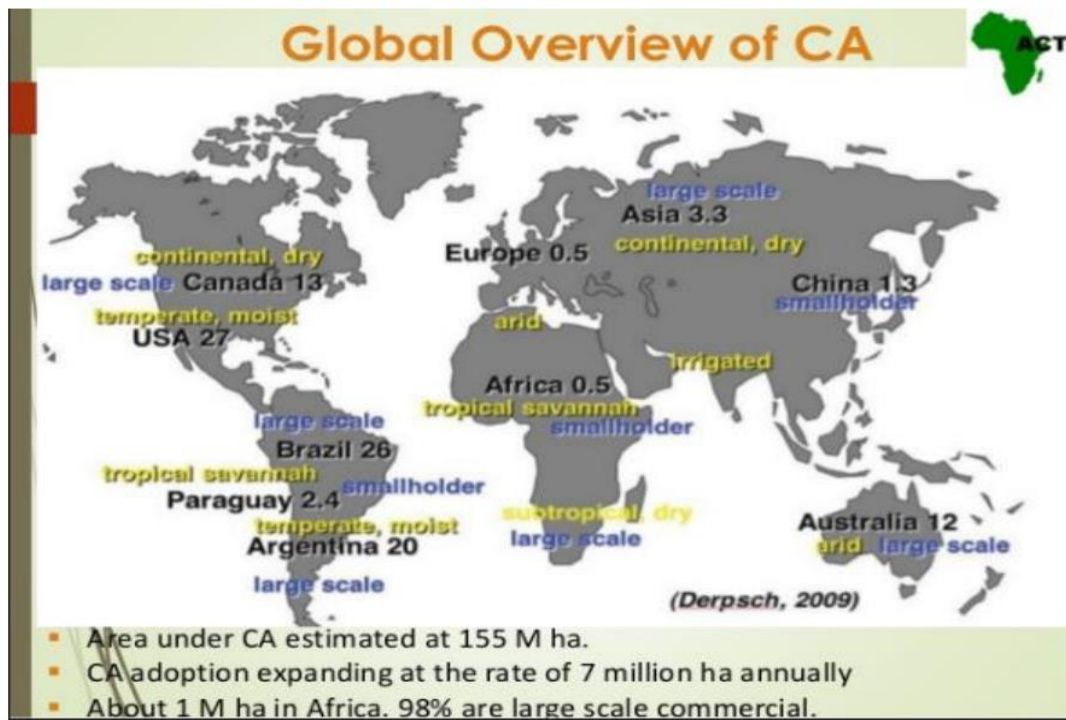 Global Overview of CA
ACT
large scale
Asia 3.3
continental, dry
Europe 0.5
continental, dry
large scale Canada 13
China 1.3
smallholder
temperate, moist
USA 27
arid
irrigated
Africa 0.5
tropical savannah
smallholder
large scale
Brazil 26
tropical savannah
smallholder
Paraguay 2.4
temperate, moist
Argentina 20
large scale
subtropical, dry
large scale
Australia 12
arid large scale
(Derpsch, 2009)
Area under CA estimated at 155 M ha.
CA adoption expanding at the rate of 7 million ha annually
About 1 M ha in Africa. 98% are large scale commercial.